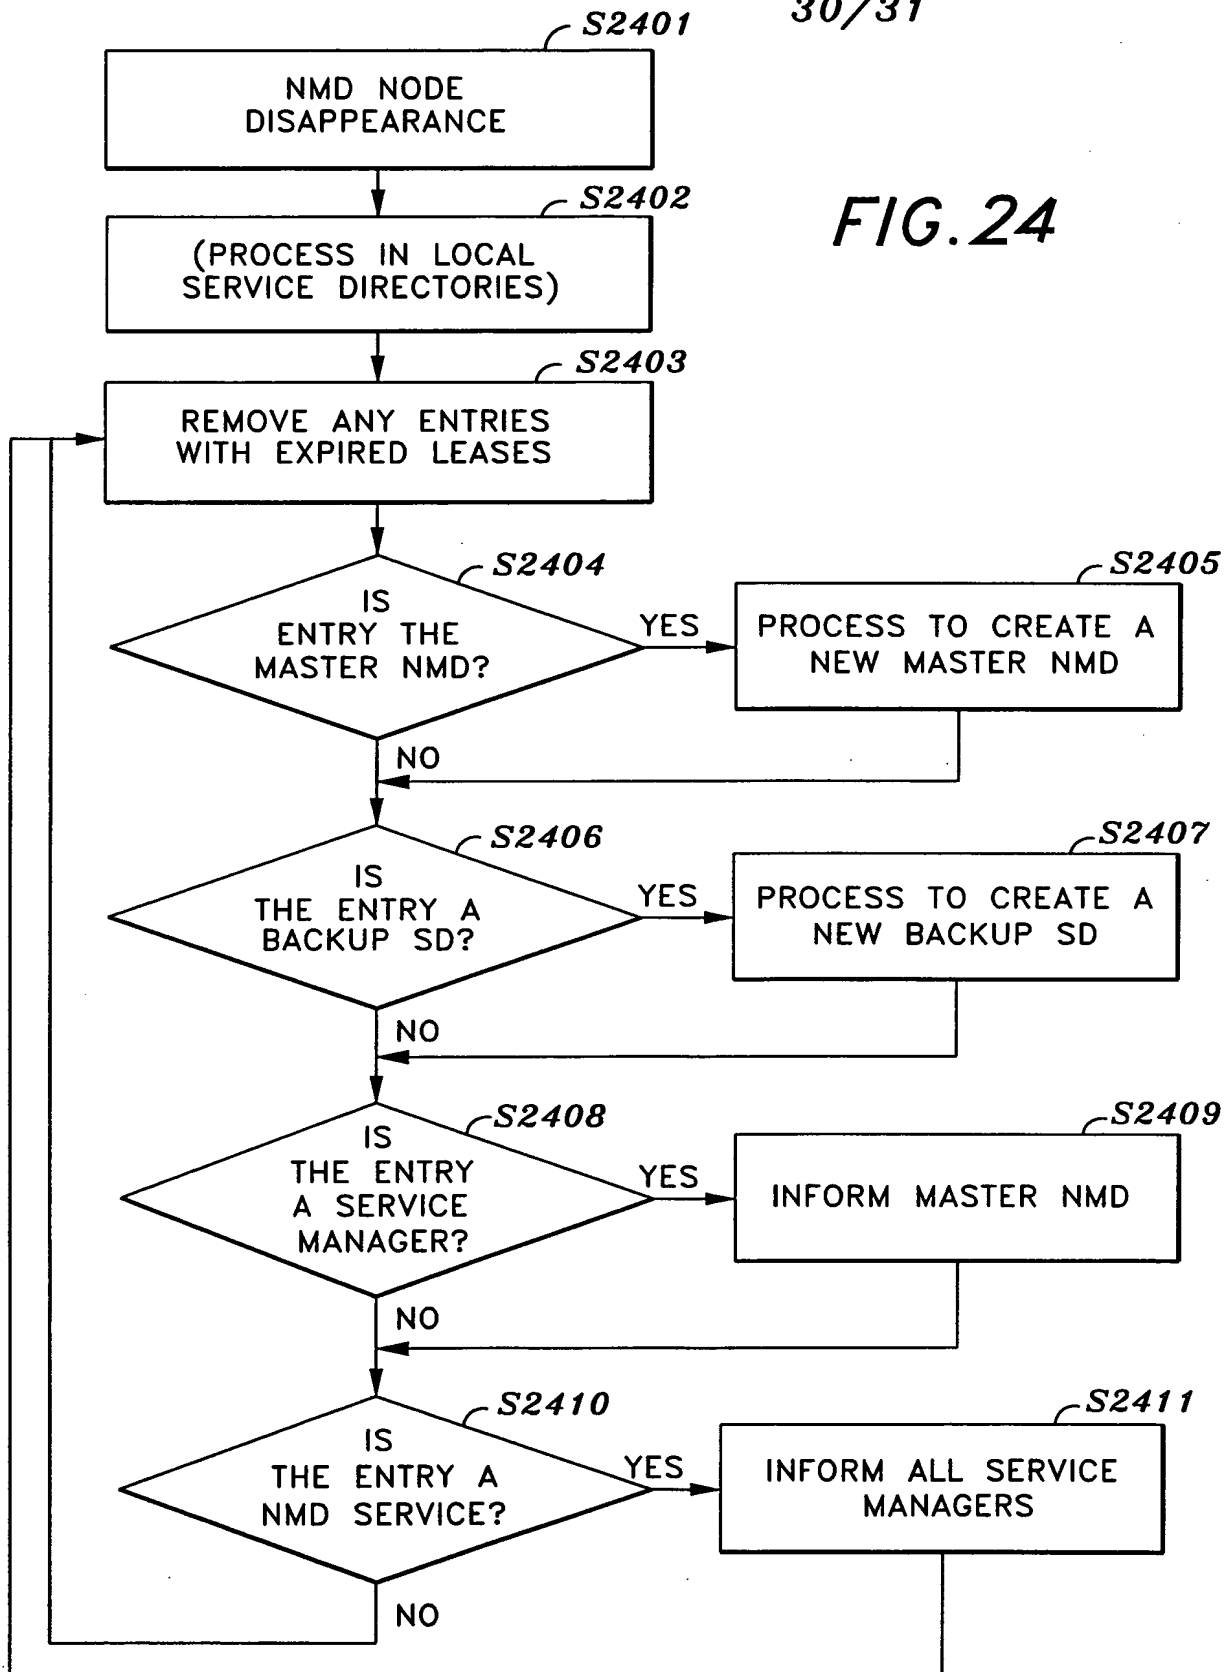 30/31
S2401
NMD NODE
DISAPPEARANCE
S2402
(PROCESS IN LOCAL
SERVICE DIRECTORIES)
FIG.24
S2403
REMOVE ANY ENTRIES
WITH EXPIRED LEASES
S2404
IS
ENTRY THE
MASTER NMD?
YES
S2405
PROCESS TO CREATE A
NEW MASTER NMD
NO
S2406
IS
THE ENTRY A
BACKUP SD?
YES
S2407
PROCESS TO CREATE A
NEW BACKUP SD
NO
S2408
IS
THE ENTRY
A SERVICE
MANAGER?
YES
S2409
INFORM MASTER NMD
NO
S2410
IS
THE ENTRY A
NMD SERVICE?
YES
S2411
INFORM ALL SERVICE
MANAGERS
NO